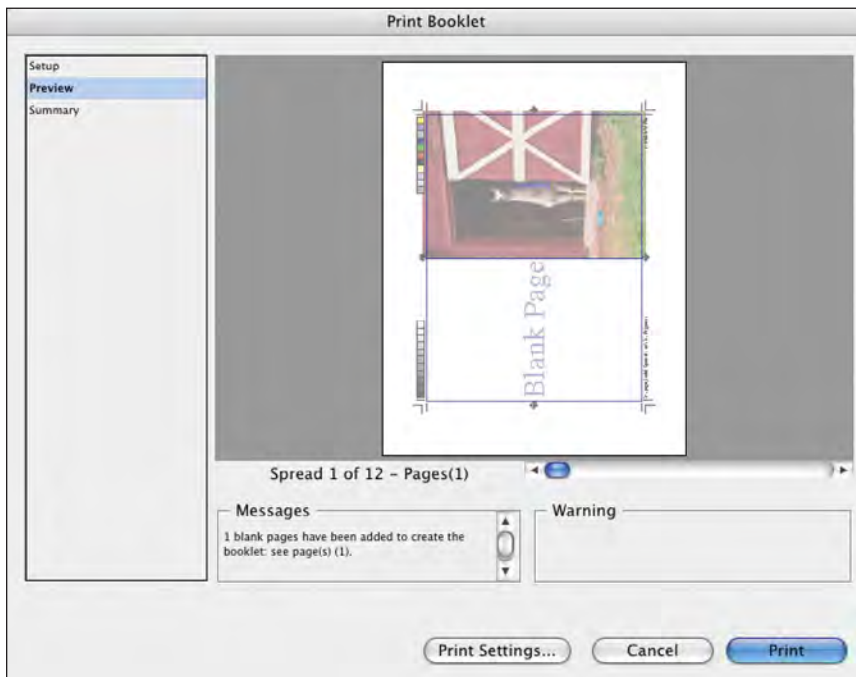 Print Booklet
Setup
Preview
Summary
Blank Page
Spread 1 of 12 – Pages(1)
Messages
1 blank pages have been added to create the
booklet: see page(s) (1).
Warning
Print Settings...
Cancel
Print